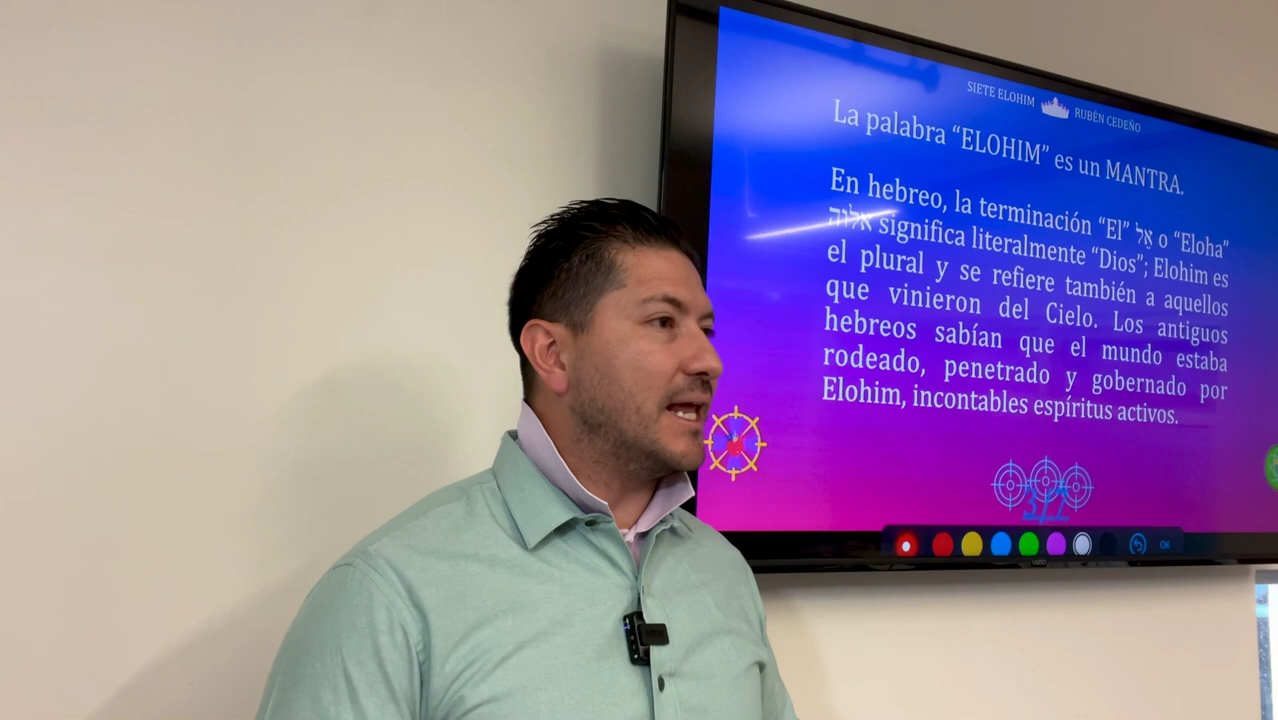 SIETE ELOHIM RUBÉN CEDEÑO
La palabra “ELOHIM” es un MANTRA.
En hebreo, la terminación “El” אֵל o “Eloha”
אלוה significa literalmente “Dios”; Elohim es
el plural y se refiere también a aquellos
que vinieron del Cielo. Los antiguos
hebreos sabían que el mundo estaba
rodeado, penetrado y gobernado por
Elohim, incontables espíritus activos.
OK